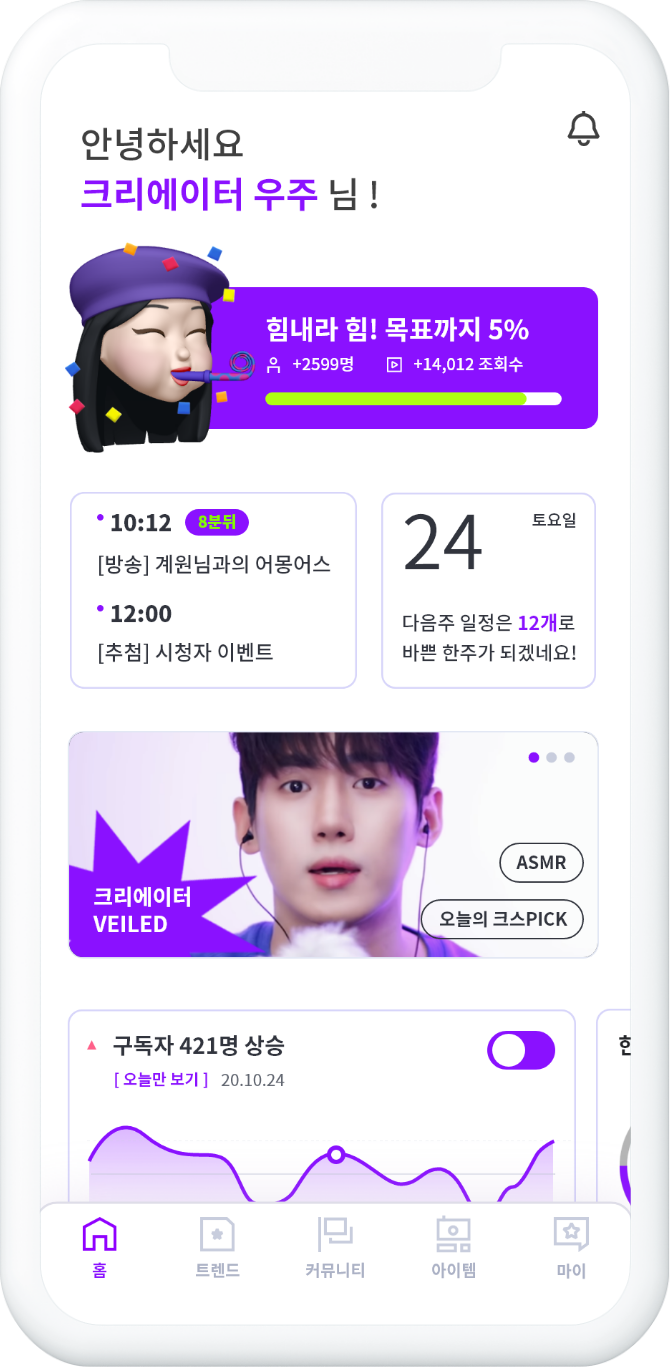 안녕하세요
크리에이터 우주 님 !
힘내라 힘! 목표까지 5%
+2599명 +14,012 조회수
10:12 8분뒤
[방송] 계원님과의 어몽어스
12:00
[추첨] 시청자 이벤트
24 토요일
다음주 일정은 12개로
바쁜 한주가 되겠네요!
크리에이터
VEILED
ASMR
오늘의 크스PICK
구독자 421명 상승
[ 오늘만 보기 ] 20.10.24
홈 트렌드 커뮤니티 아이템 마이